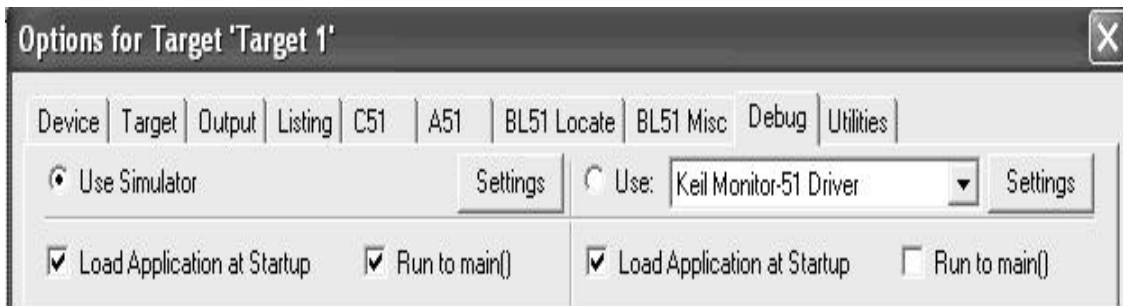 Options for Target 'Target 1'
Device Target Output Listing C51 A51 BL51 Locate BL51 Misc Debug Utilities
Use Simulator Settings Use: Keil Monitor-51 Driver Settings
Load Application at Startup Run to main() Load Application at Startup Run to main()